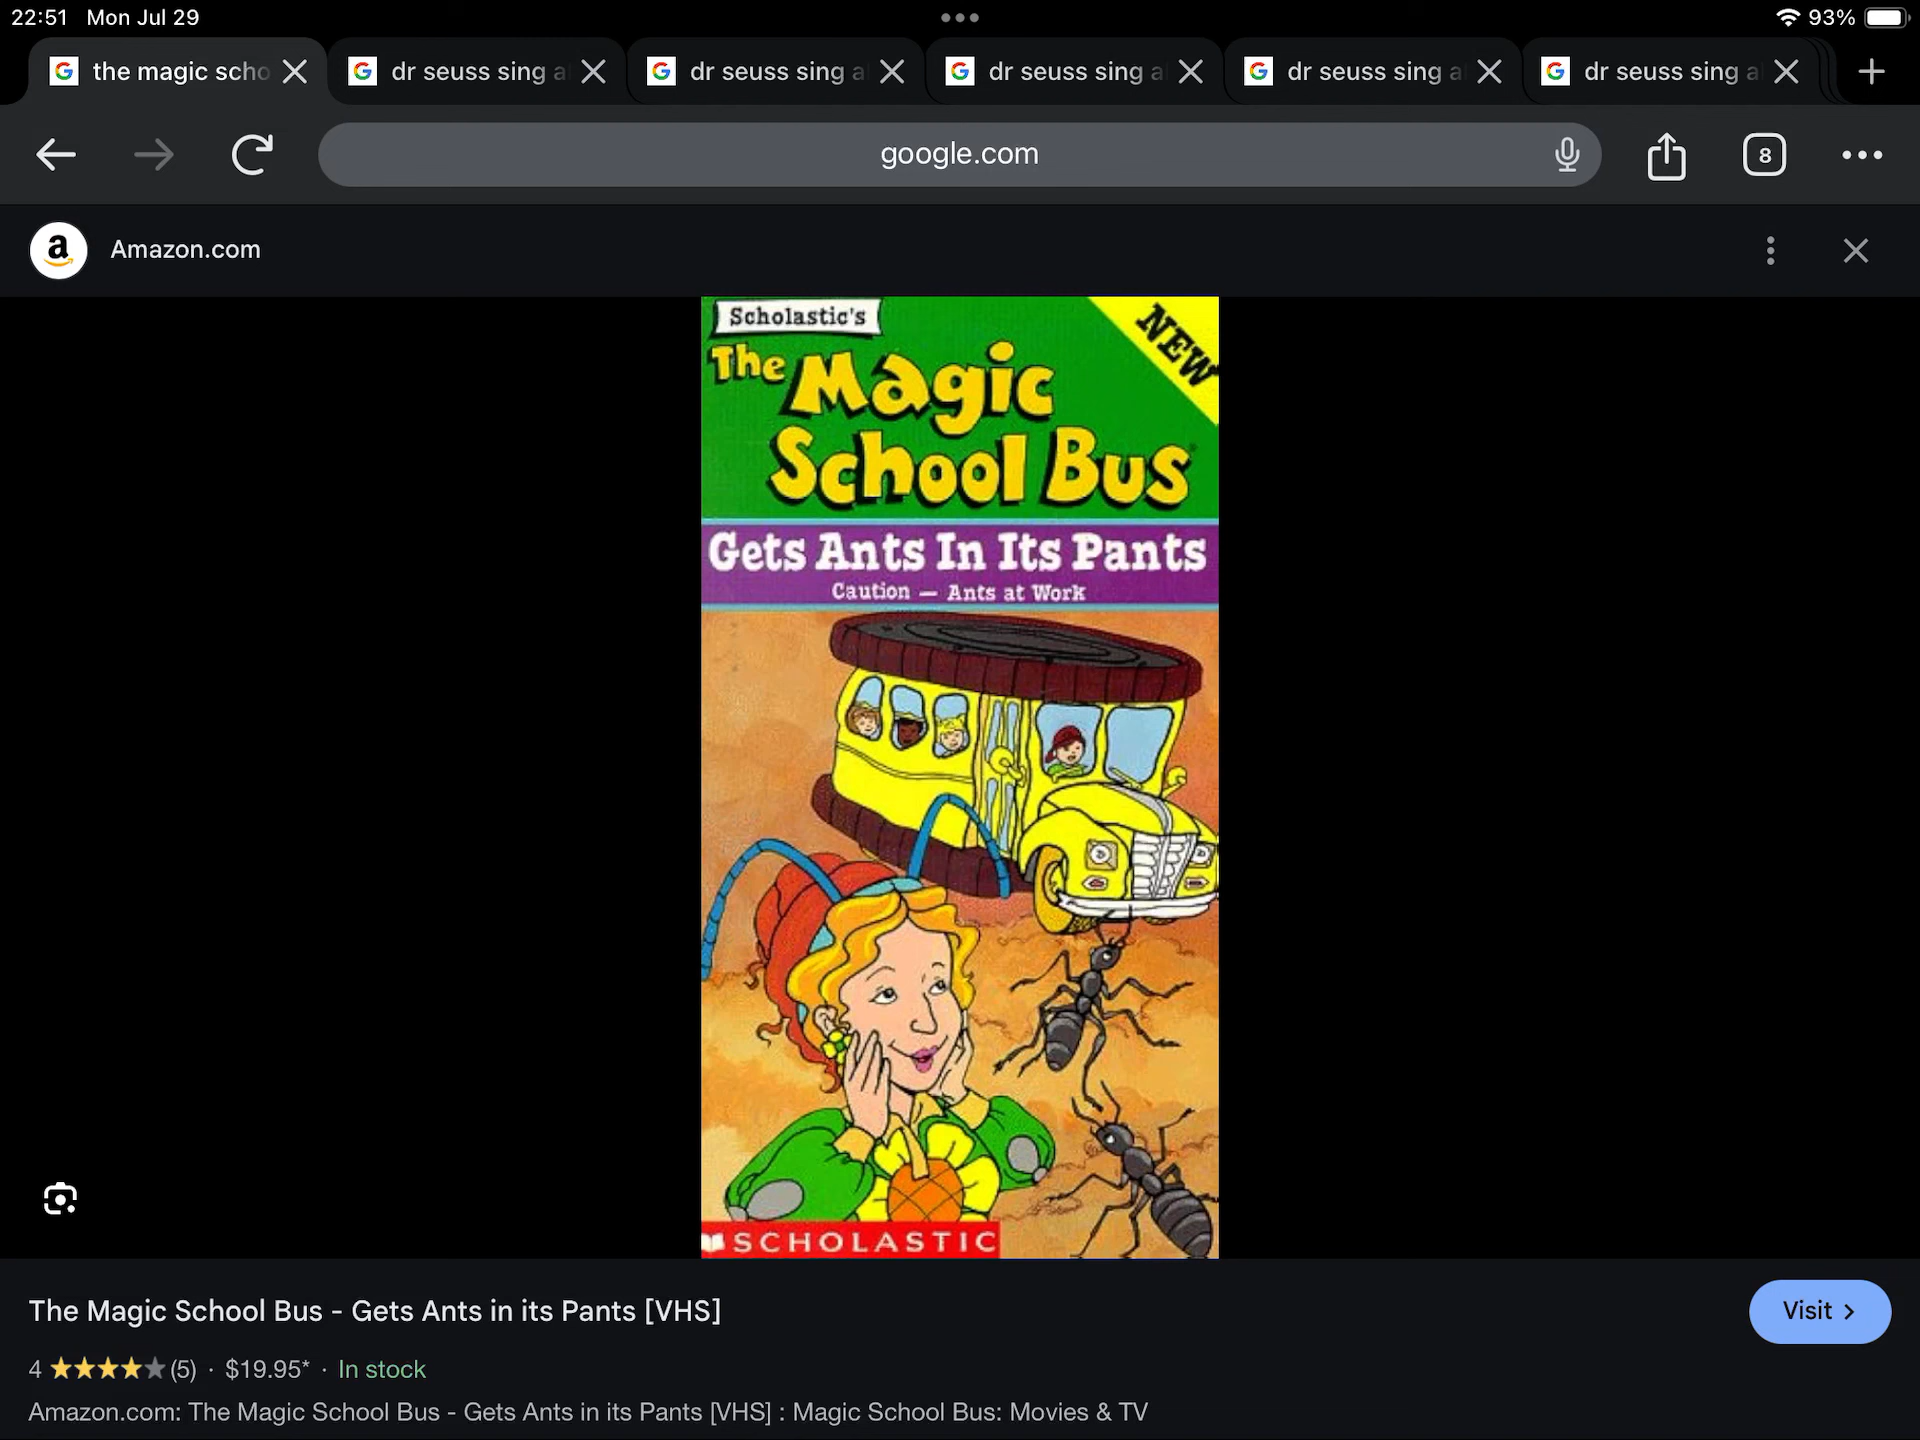 22:51 Mon Jul 29
93%
the magic scho
dr seuss sing a
dr seuss sing a
dr seuss sing a
dr seuss sing a
dr seuss sing a
google.com
8
Amazon.com
Scholastic's
NEW
The Magic
School Bus
Gets Ants In Its Pants
Caution — Ants at Work
SCHOLASTIC
The Magic School Bus - Gets Ants in its Pants [VHS]
Visit
4 ★★★★★ (5) · $19.95* · In stock
Amazon.com: The Magic School Bus - Gets Ants in its Pants [VHS] : Magic School Bus: Movies & TV